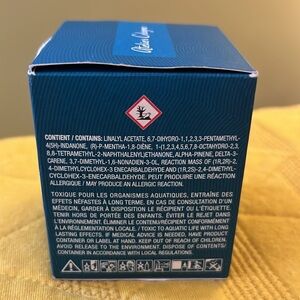 CONTIENT / CONTAINS: LINALYL ACETATE, 6,7-DIHYDRO-1,1,2,3,3-PENTAMETHYL-
4(5H)-INDANONE, (R)-P-MENTHA-1,8-DIENE, 1-(1,2,3,4,5,6,7,8-OCTAHYDRO-2,3,
8,8-TETRAMETHYL-2-NAPHTHALENYL)ETHANONE, ALPHA-PINENE, DELTA-3-
CARENE, 3,7-DIMETHYL-1,6-NONADIEN-3-OL, REACTION MASS OF (1R,2R)-2,
4-DIMETHYLCYCLOHEX-3 ENECARBALDEHYDE AND (1R,2S)-2,4-DIMETHYL-
CYCLOHEX-3-ENECARBALDEHYDE. PEUT PRODUIRE UNE RÉACTION
ALLERGIQUE / MAY PRODUCE AN ALLERGIC REACTION.
TOXIQUE POUR LES ORGANISMES AQUATIQUES, ENTRAÎNE DES
EFFETS NÉFASTES À LONG TERME. EN CAS DE CONSULTATION D'UN
MÉDECIN, GARDER À DISPOSITION LE RÉCIPIENT OU L'ÉTIQUETTE.
TENIR HORS DE PORTÉE DES ENFANTS. ÉVITER LE REJET DANS
L'ENVIRONNEMENT. ÉLIMINER LE CONTENU/RÉCIPIENT CONFORMÉMENT
À LA RÉGLEMENTATION LOCALE. / TOXIC TO AQUATIC LIFE WITH LONG
LASTING EFFECTS. IF MEDICAL ADVICE IS NEEDED, HAVE PRODUCT
CONTAINER OR LABEL AT HAND. KEEP OUT OF REACH OF CHILDREN.
AVOID RELEASE TO THE ENVIRONMENT. DISPOSE OF CONTENTS/
CONTAINER IN ACCORDANCE WITH LOCAL REGULATIONS.